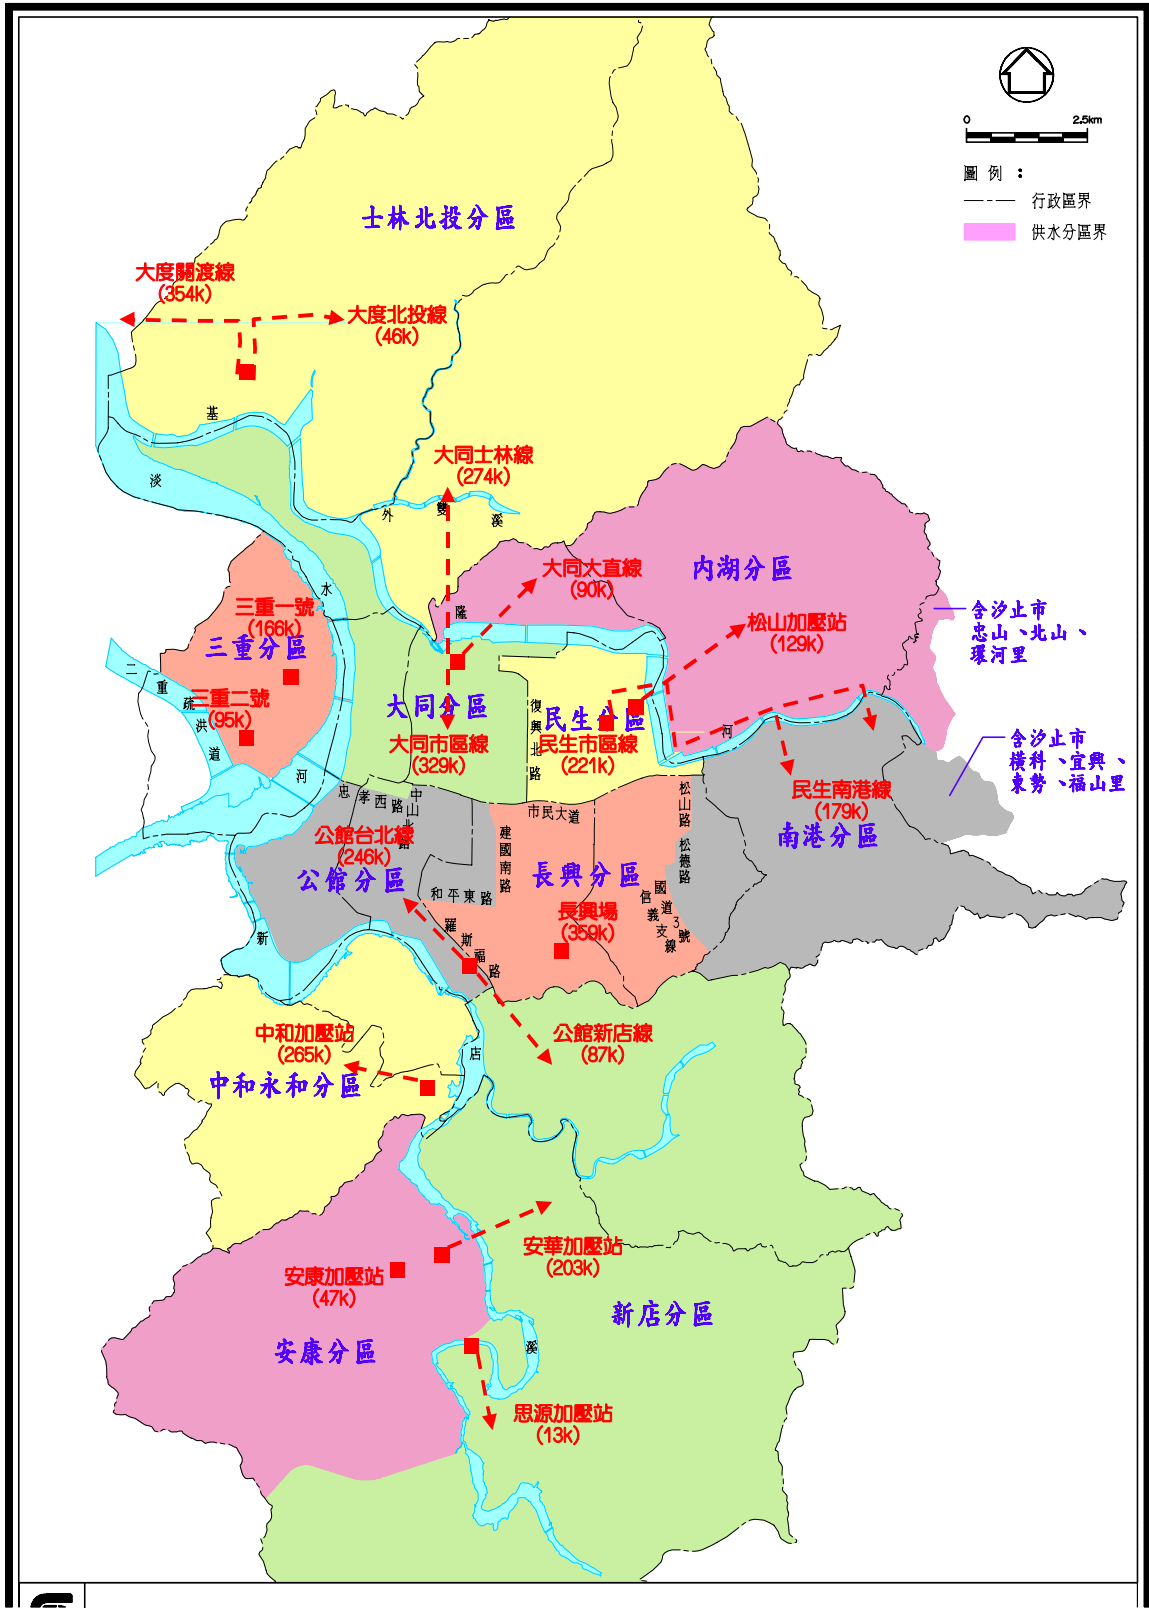 0 2.5km
圖 例 :
行政區界
供水分區界
士林北投分區
大度關渡線
(354k)
大度北投線
(46k)
基
淡
大同士林線
(274k)
外
雙
溪
內湖分區
大同大直線
(90k)
水
隆
三重一號
(166k)
三重分區
松山加壓站
(129k)
含汐止市
忠山、北山、
環河里
二
重
疏
洪
道
三重二號
(95k)
大同分區
大同市區線
(329k)
復
興
北
路
民生分區
民生市區線
(221k)
河
含汐止市
橫科、宜興、
東勢、福山里
民生南港線
(179k)
南港分區
河
忠孝西路
中
山
北
路
市民大道
松
山
路
松
德
路
公館台北線
(246k)
公館分區
建
國
南
路
長興分區
和平東路
長興場
(359k)
國
道
3
號
信
義
支
線
羅
斯
福
路
新
中和加壓站
(265k)
中和永和分區
店
公館新店線
(87k)
安華加壓站
(203k)
安康加壓站
(47k)
新店分區
安康分區
溪
思源加壓站
(13k)